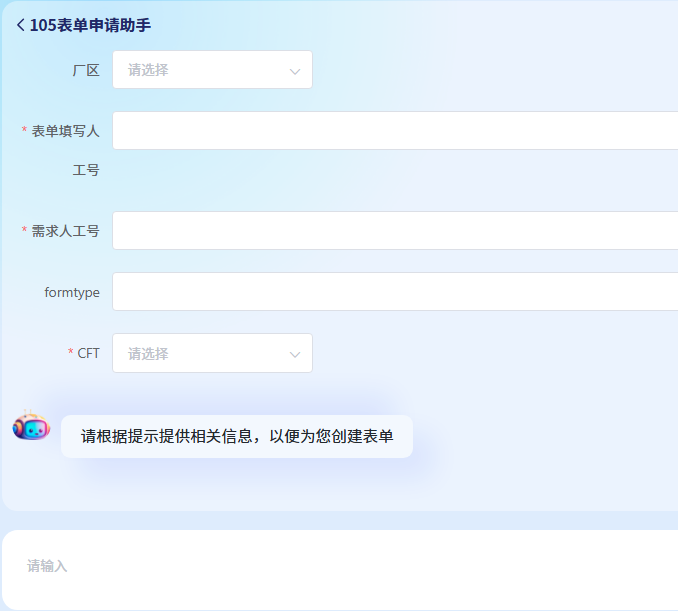 105表单申请助手
厂区 请选择
* 表单填写人
工号
* 需求人工号
formtype
* CFT 请选择
请根据提示提供相关信息，以便为您创建表单
请输入